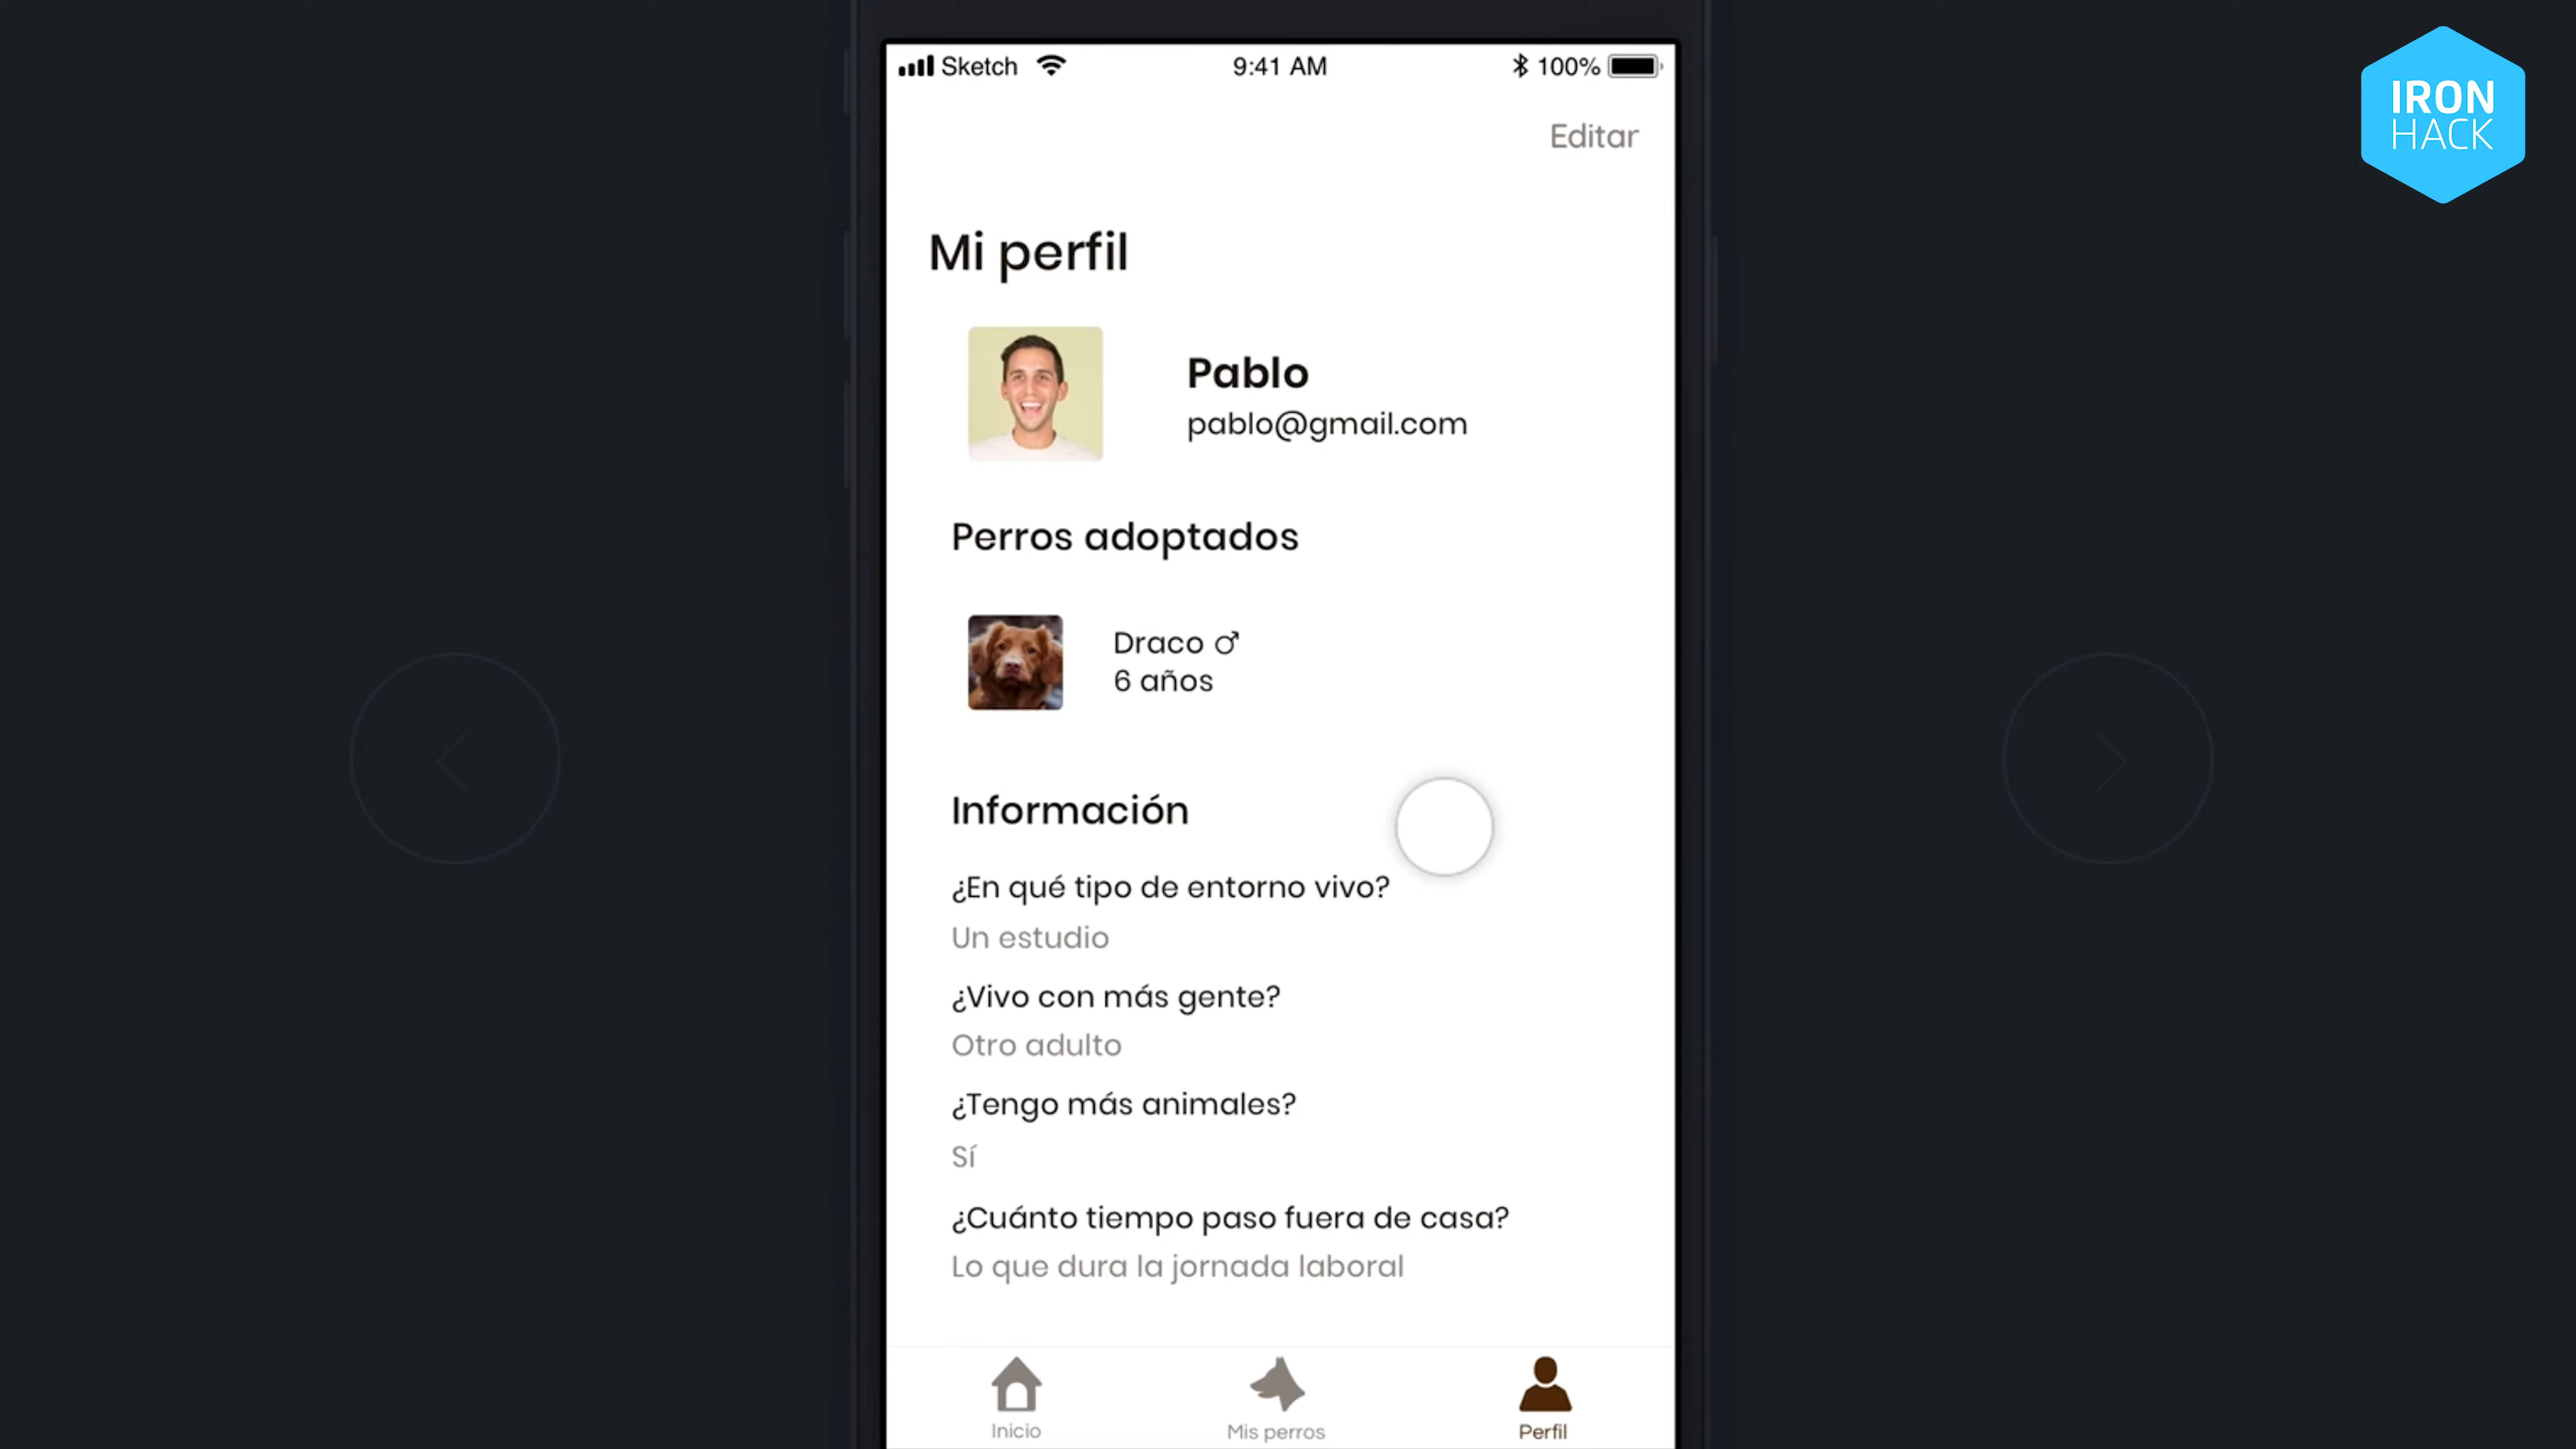 Sketch 9:41 AM 100%
IRON
HACK
Editar
Mi perfil
Pablo
pablo@gmail.com
Perros adoptados
Draco ♂
6 años
Información
¿En qué tipo de entorno vivo?
Un estudio
¿Vivo con más gente?
Otro adulto
¿Tengo más animales?
Sí
¿Cuánto tiempo paso fuera de casa?
Lo que dura la jornada laboral
Inicio Mis perros Perfil